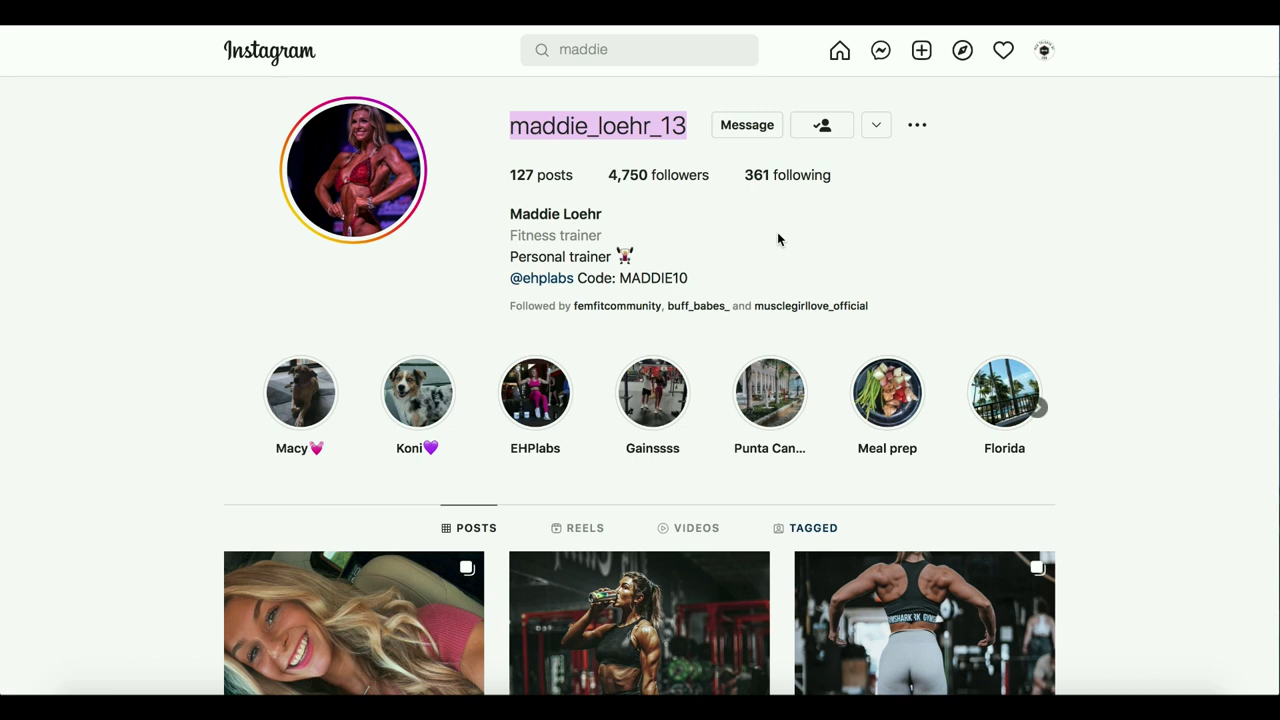 Instagram
maddie
maddie_loehr_13 Message
127 posts 4,750 followers 361 following
Maddie Loehr
Fitness trainer
Personal trainer
@ehplabs Code: MADDIE10
Followed by femfitcommunity, buff_babes_ and musclegirllove_official
Macy Koni EHPlabs Gainssss Punta Can... Meal prep Florida
POSTS REELS VIDEOS TAGGED